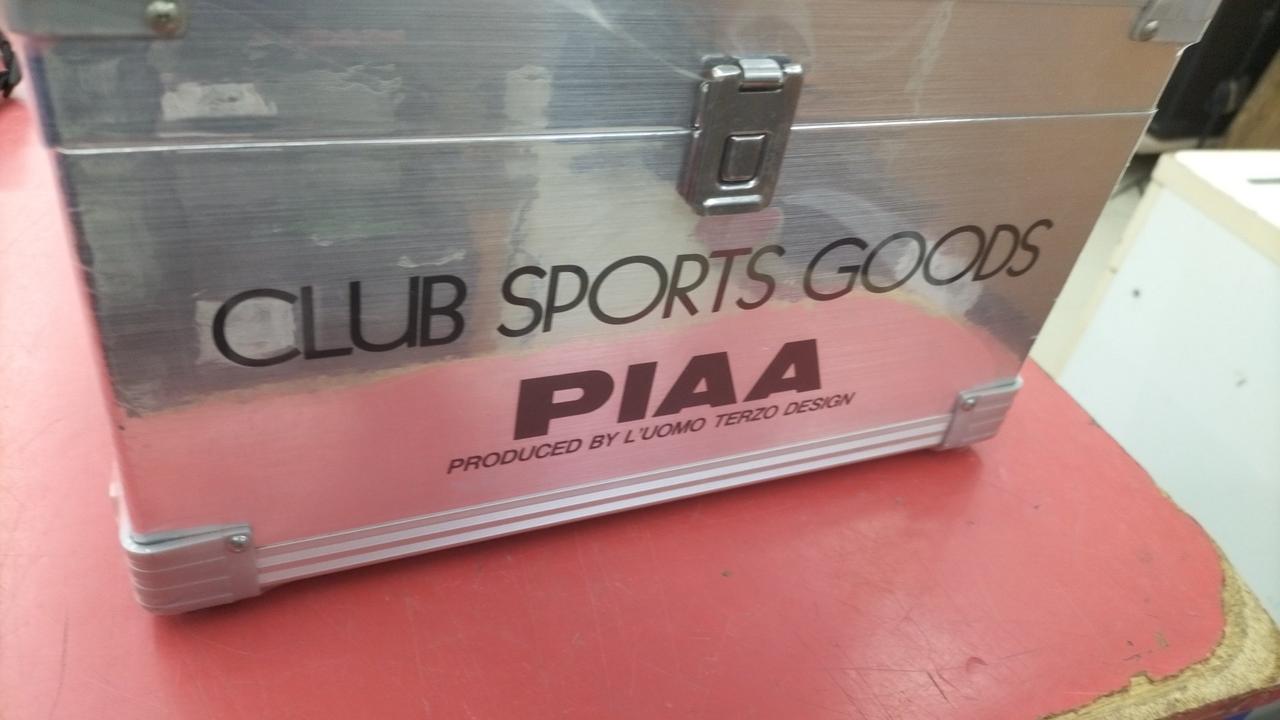 CLUB SPORTS GOODS
PIAA
PRODUCED BY L'UOMO TERZO DESIGN